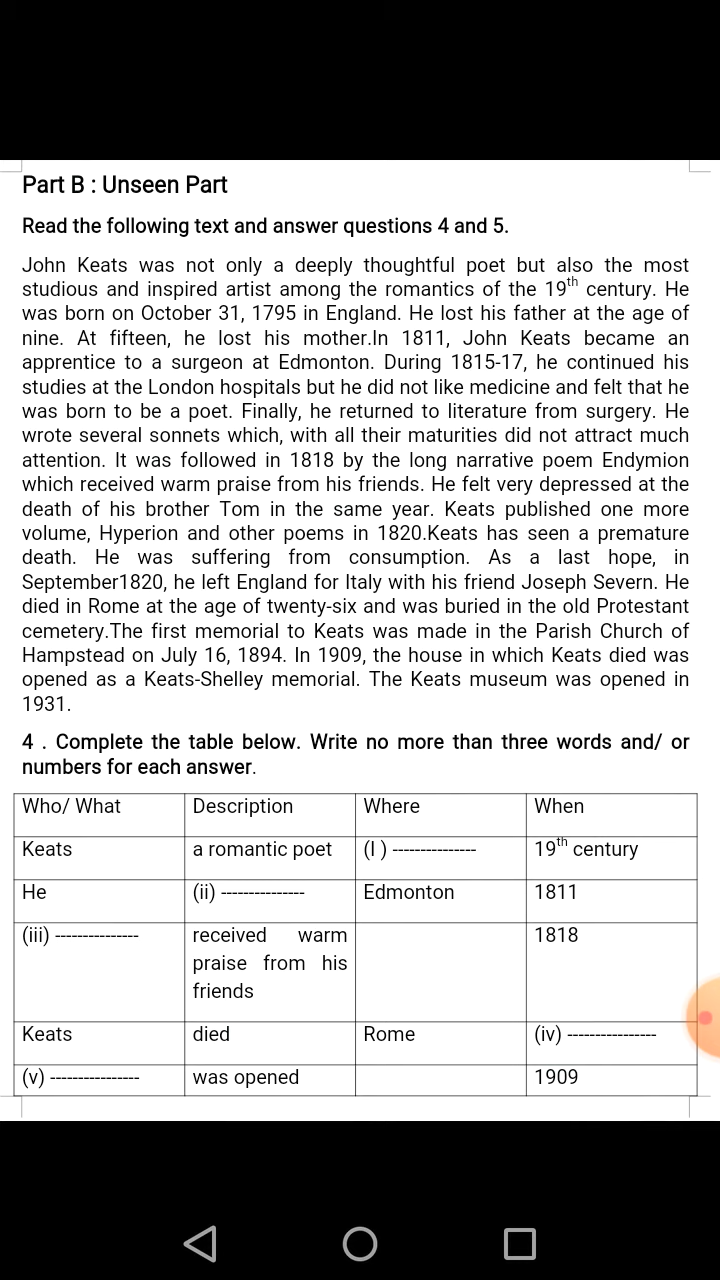 Part B : Unseen Part
Read the following text and answer questions 4 and 5.
John Keats was not only a deeply thoughtful poet but also the most
studious and inspired artist among the romantics of the 19th century. He
was born on October 31, 1795 in England. He lost his father at the age of
nine. At fifteen, he lost his mother.In 1811, John Keats became an
apprentice to a surgeon at Edmonton. During 1815-17, he continued his
studies at the London hospitals but he did not like medicine and felt that he
was born to be a poet. Finally, he returned to literature from surgery. He
wrote several sonnets which, with all their maturities did not attract much
attention. It was followed in 1818 by the long narrative poem Endymion
which received warm praise from his friends. He felt very depressed at the
death of his brother Tom in the same year. Keats published one more
volume, Hyperion and other poems in 1820.Keats has seen a premature
death. He was suffering from consumption. As a last hope, in
September1820, he left England for Italy with his friend Joseph Severn. He
died in Rome at the age of twenty-six and was buried in the old Protestant
cemetery.The first memorial to Keats was made in the Parish Church of
Hampstead on July 16, 1894. In 1909, the house in which Keats died was
opened as a Keats-Shelley memorial. The Keats museum was opened in
1931.
4 . Complete the table below. Write no more than three words and/ or
numbers for each answer.
Who/ What Description Where When
Keats a romantic poet (I ) --------------- 19th century
He (ii) --------------- Edmonton 1811
(iii) --------------- received warm 1818
praise from his
friends
Keats died Rome (iv) ----------------
(v) ---------------- was opened 1909